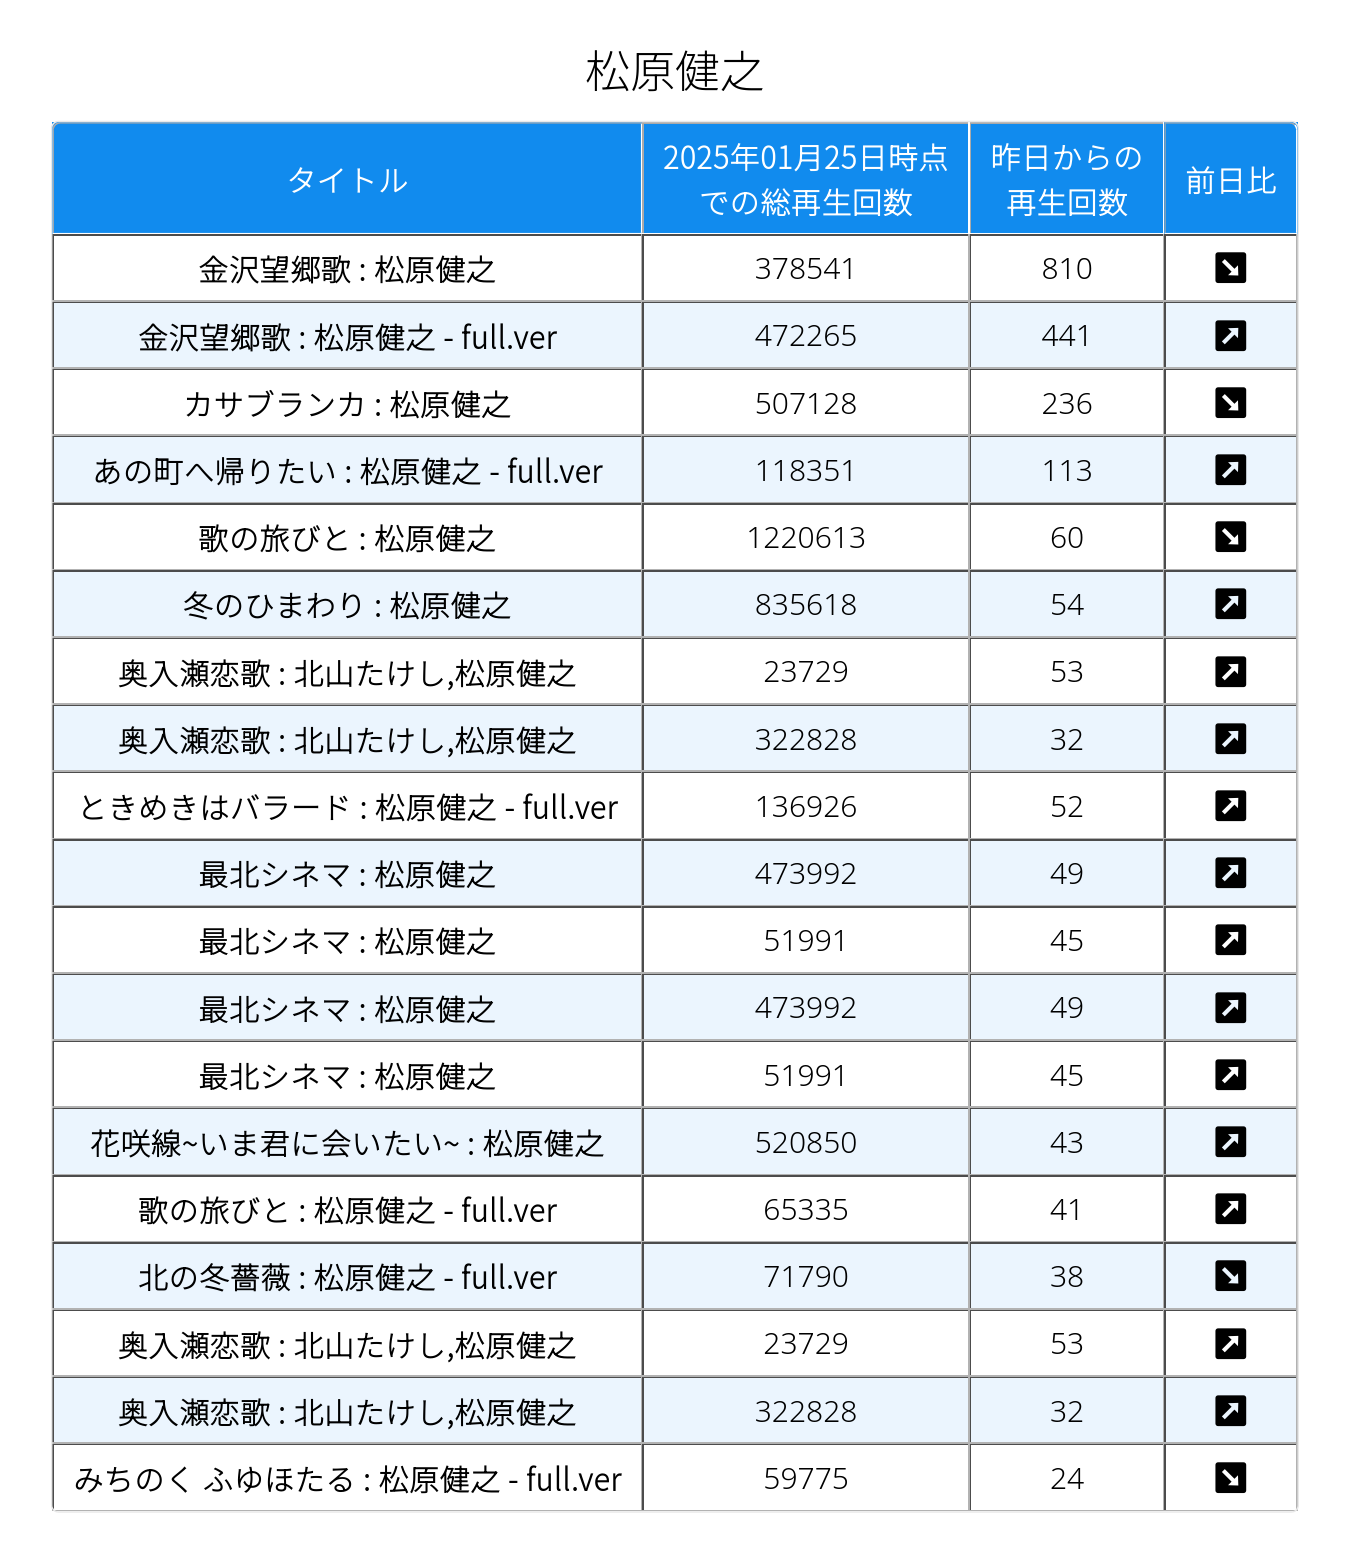 松原健之
タイトル
2025年01月25日時点
での総再生回数
昨日からの
再生回数
前日比
金沢望郷歌 : 松原健之 378541 810
金沢望郷歌 : 松原健之 - full.ver 472265 441
カサブランカ : 松原健之 507128 236
あの町へ帰りたい : 松原健之 - full.ver 118351 113
歌の旅びと : 松原健之 1220613 60
冬のひまわり : 松原健之 835618 54
奥入瀬恋歌 : 北山たけし,松原健之 23729 53
奥入瀬恋歌 : 北山たけし,松原健之 322828 32
ときめきはバラード : 松原健之 - full.ver 136926 52
最北シネマ : 松原健之 473992 49
最北シネマ : 松原健之 51991 45
最北シネマ : 松原健之 473992 49
最北シネマ : 松原健之 51991 45
花咲線~いま君に会いたい~ : 松原健之 520850 43
歌の旅びと : 松原健之 - full.ver 65335 41
北の冬薔薇 : 松原健之 - full.ver 71790 38
奥入瀬恋歌 : 北山たけし,松原健之 23729 53
奥入瀬恋歌 : 北山たけし,松原健之 322828 32
みちのく ふゆほたる : 松原健之 - full.ver 59775 24